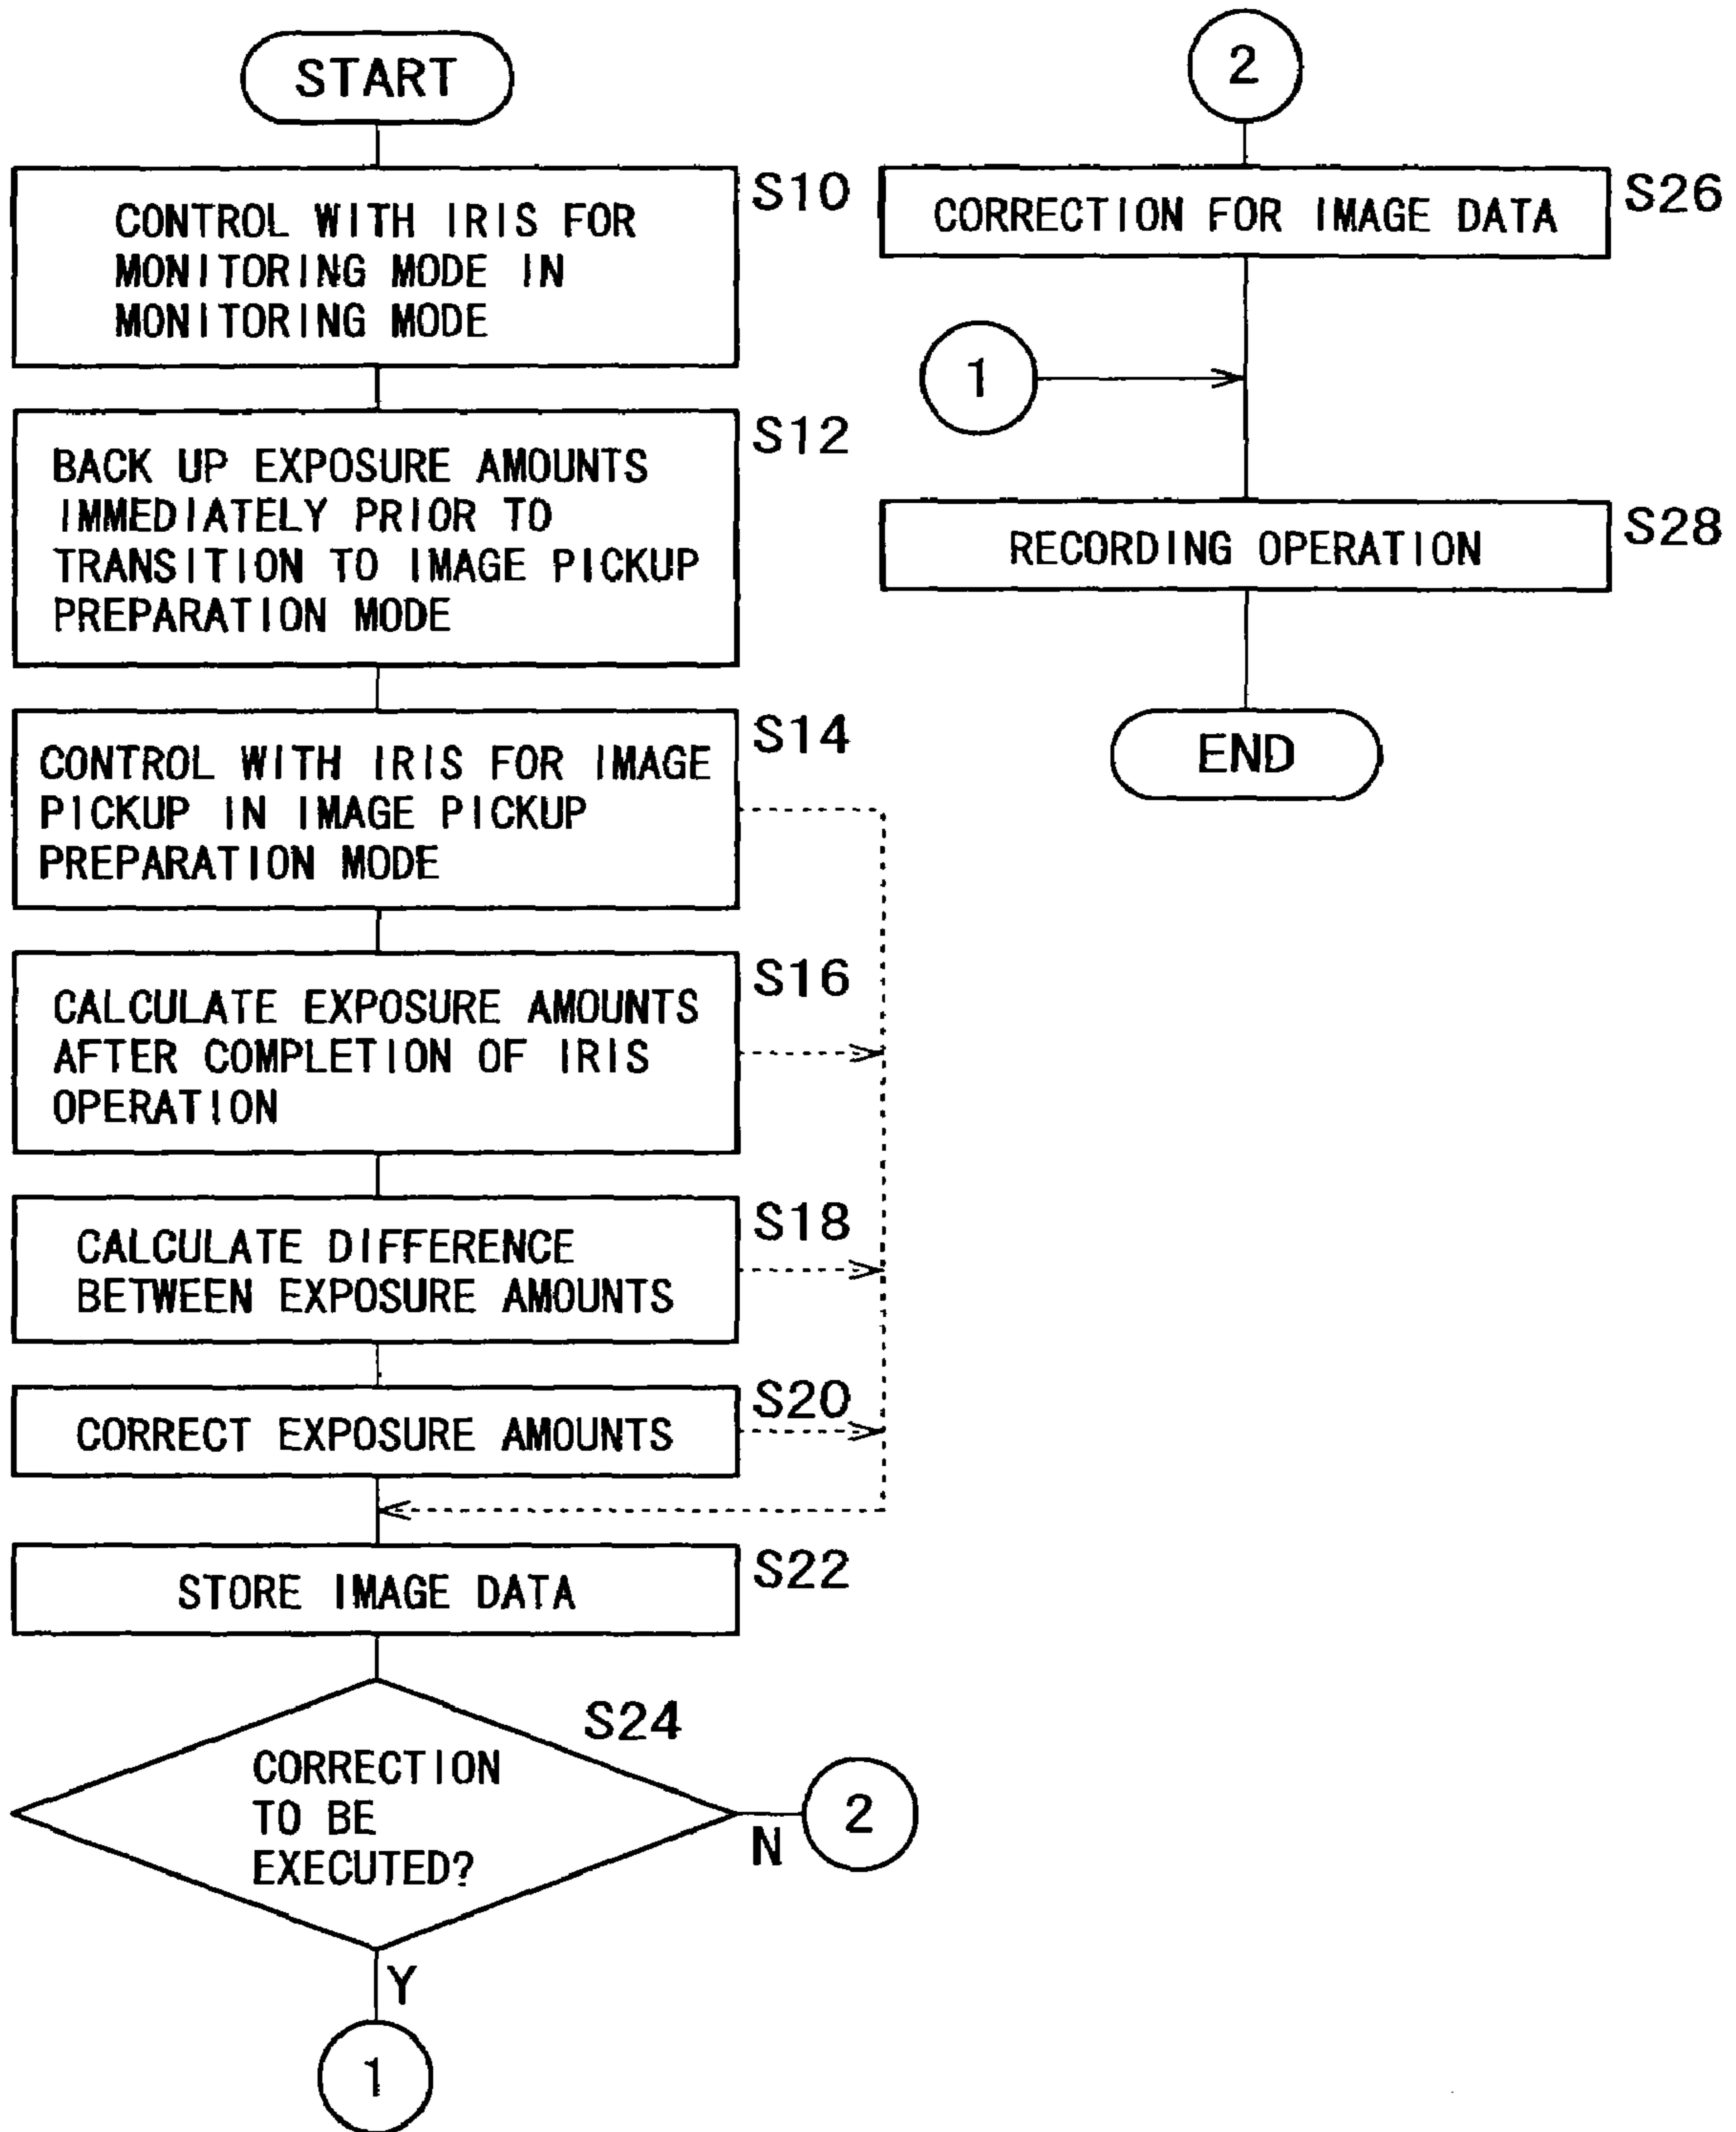 START
S10
CONTROL WITH IRIS FOR
MONITORING MODE IN
MONITORING MODE
S12
BACK UP EXPOSURE AMOUNTS
IMMEDIATELY PRIOR TO
TRANSITION TO IMAGE PICKUP
PREPARATION MODE
S14
CONTROL WITH IRIS FOR IMAGE
PICKUP IN IMAGE PICKUP
PREPARATION MODE
S16
CALCULATE EXPOSURE AMOUNTS
AFTER COMPLETION OF IRIS
OPERATION
S18
CALCULATE DIFFERENCE
BETWEEN EXPOSURE AMOUNTS
S20
CORRECT EXPOSURE AMOUNTS
S22
STORE IMAGE DATA
S24
CORRECTION
TO BE
EXECUTED?
N
2
Y
1
2
S26
CORRECTION FOR IMAGE DATA
1
S28
RECORDING OPERATION
END